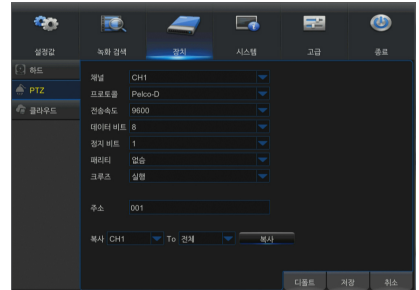 설정값 녹화 검색 장치 시스템 고급 종료
하드
PTZ
클라우드
채널 CH1
프로토콜 Pelco-D
전송속도 9600
데이터 비트 8
정지 비트 1
패리티 없슴
크루즈 실행
주소 001
복사 CH1 To 전체 복사
디폴트 저장 취소